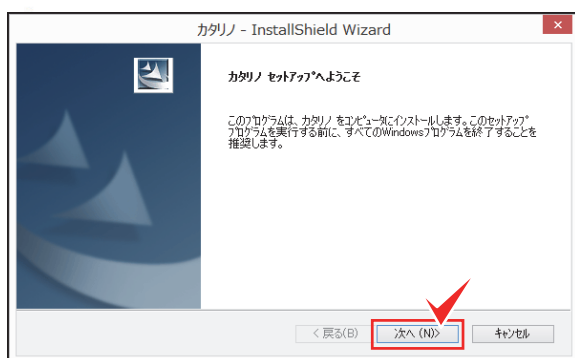 カタリノ - InstallShield Wizard
カタリノ セットアップへようこそ
このプログラムは、カタリノ をコンピュータにインストールします。このセットアップ
プログラムを実行する前に、すべてのWindowsプログラムを終了することを
推奨します。
< 戻る(B)
次へ (N)>
キャンセル